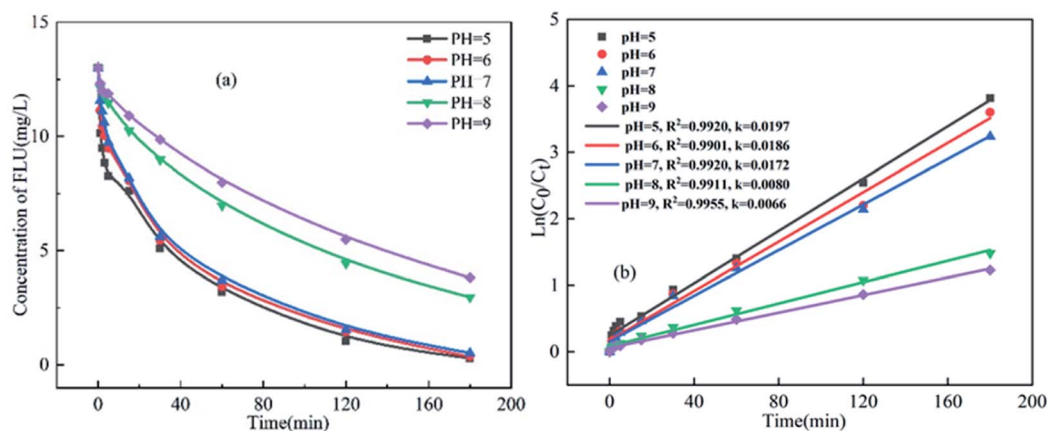 15
10
5
0
Concentration of FLU(mg/L)
(a)
PH=5
PH=6
PH=7
PH=8
PH=9
0 40 80 120 160 200
Time(min)
5
4
3
2
1
0
Ln(C0/Ct)
pH=5
pH=6
pH=7
pH=8
pH=9
pH=5, R²=0.9920, k=0.0197
pH=6, R²=0.9901, k=0.0186
pH=7, R²=0.9920, k=0.0172
pH=8, R²=0.9911, k=0.0080
pH=9, R²=0.9955, k=0.0066
(b)
0 40 80 120 160 200
Time(min)